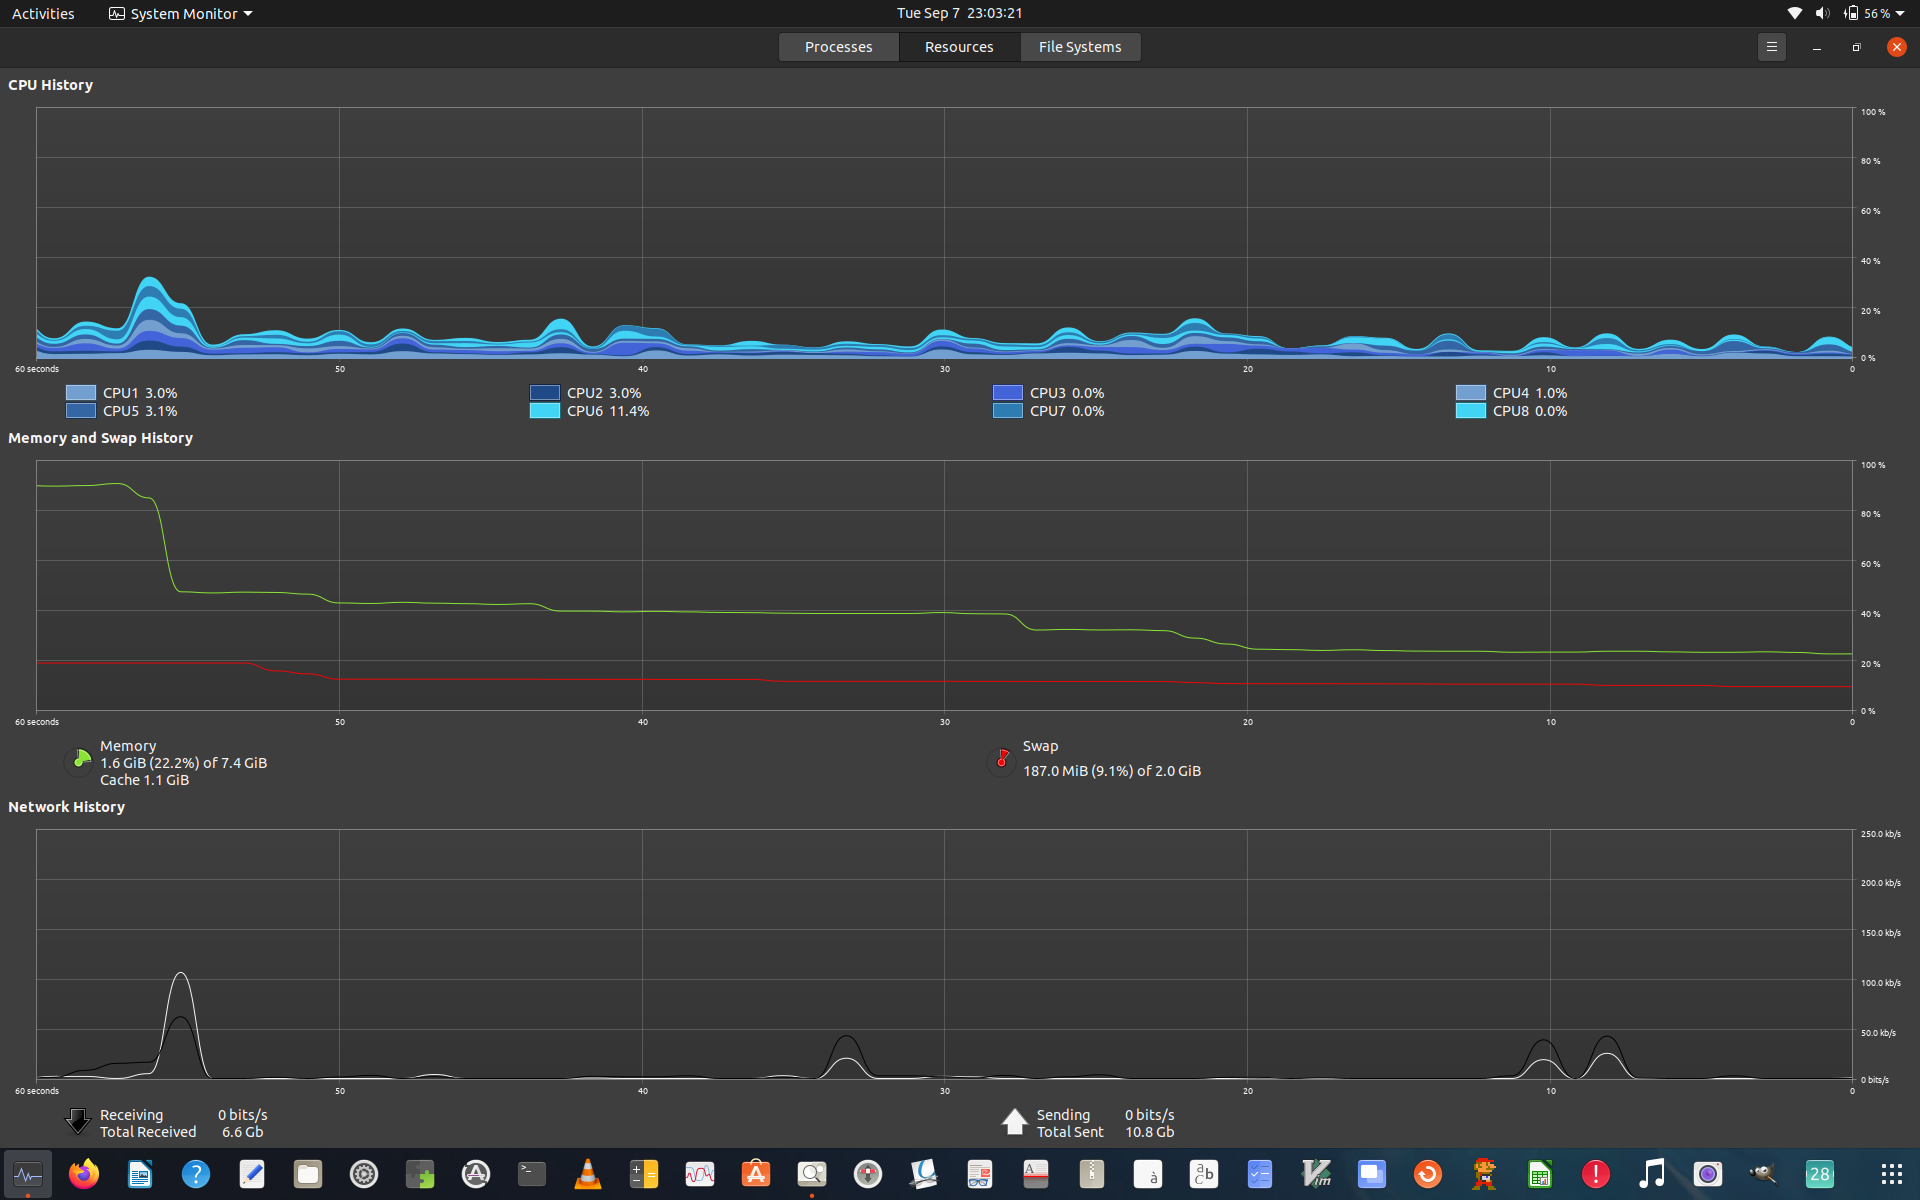 Activities
System Monitor
Tue Sep 7 23:03:21
56 %
Processes
Resources
File Systems
CPU History
100 %
80 %
60 %
40 %
20 %
0 %
60 seconds
50
40
30
20
10
0
CPU1 3.0%
CPU2 3.0%
CPU3 0.0%
CPU4 1.0%
CPU5 3.1%
CPU6 11.4%
CPU7 0.0%
CPU8 0.0%
Memory and Swap History
100 %
80 %
60 %
40 %
20 %
0 %
60 seconds
50
40
30
20
10
0
Memory
1.6 GiB (22.2%) of 7.4 GiB
Cache 1.1 GiB
Swap
187.0 MiB (9.1%) of 2.0 GiB
Network History
250.0 kb/s
200.0 kb/s
150.0 kb/s
100.0 kb/s
50.0 kb/s
0 bits/s
60 seconds
50
40
30
20
10
0
Receiving 0 bits/s
Total Received 6.6 Gb
Sending 0 bits/s
Total Sent 10.8 Gb
?
>_
A
à
a b c
Vim
!
28